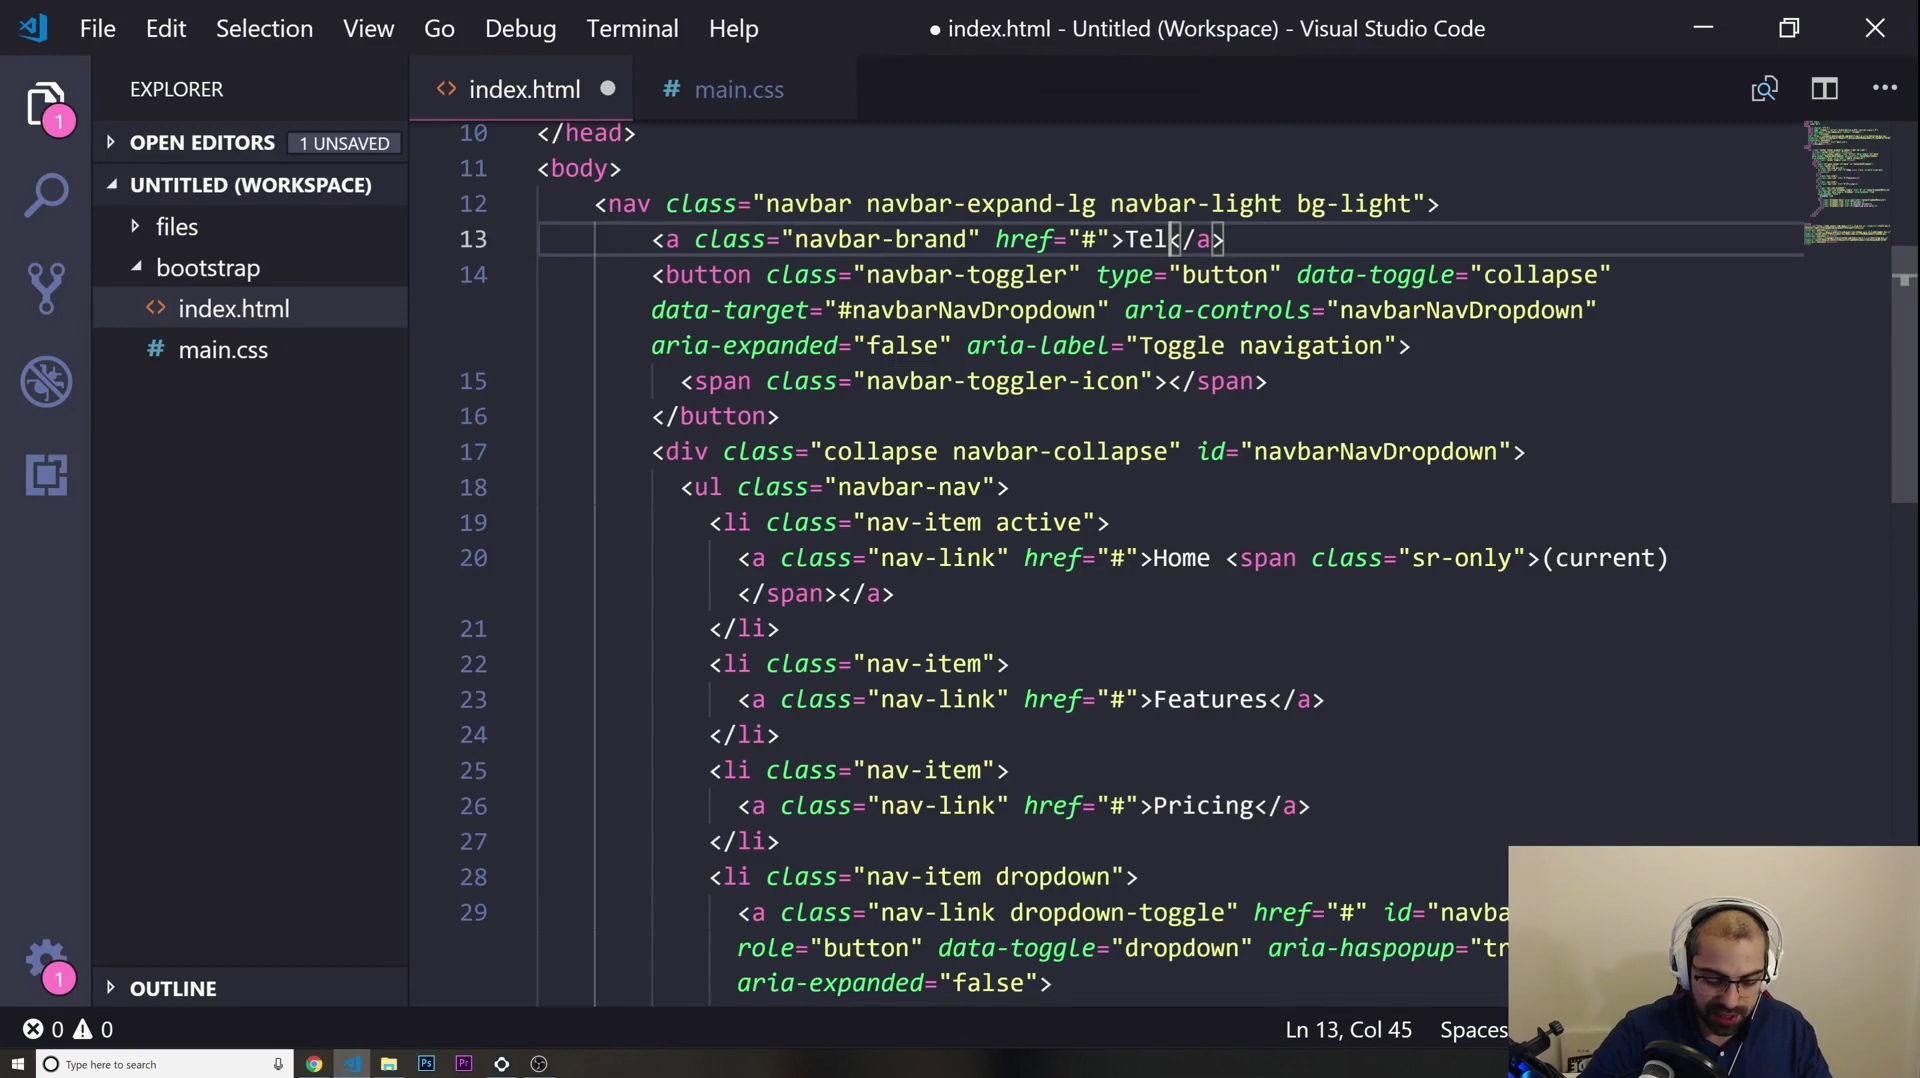 File Edit Selection View Go Debug Terminal Help
● index.html - Untitled (Workspace) - Visual Studio Code
EXPLORER
<> index.html
# main.css
1
OPEN EDITORS 1 UNSAVED
UNTITLED (WORKSPACE)
files
bootstrap
<> index.html
# main.css
10 </head>
11 <body>
12 <nav class="navbar navbar-expand-lg navbar-light bg-light">
13 <a class="navbar-brand" href="#">Tel</a>
14 <button class="navbar-toggler" type="button" data-toggle="collapse"
data-target="#navbarNavDropdown" aria-controls="navbarNavDropdown"
aria-expanded="false" aria-label="Toggle navigation">
15 <span class="navbar-toggler-icon"></span>
16 </button>
17 <div class="collapse navbar-collapse" id="navbarNavDropdown">
18 <ul class="navbar-nav">
19 <li class="nav-item active">
20 <a class="nav-link" href="#">Home <span class="sr-only">(current)
</span></a>
21 </li>
22 <li class="nav-item">
23 <a class="nav-link" href="#">Features</a>
24 </li>
25 <li class="nav-item">
26 <a class="nav-link" href="#">Pricing</a>
27 </li>
28 <li class="nav-item dropdown">
29 <a class="nav-link dropdown-toggle" href="#" id="navba
role="button" data-toggle="dropdown" aria-haspopup="tr
aria-expanded="false">
1
OUTLINE
0 0
Ln 13, Col 45 Spaces
Type here to search
Ps
Pr